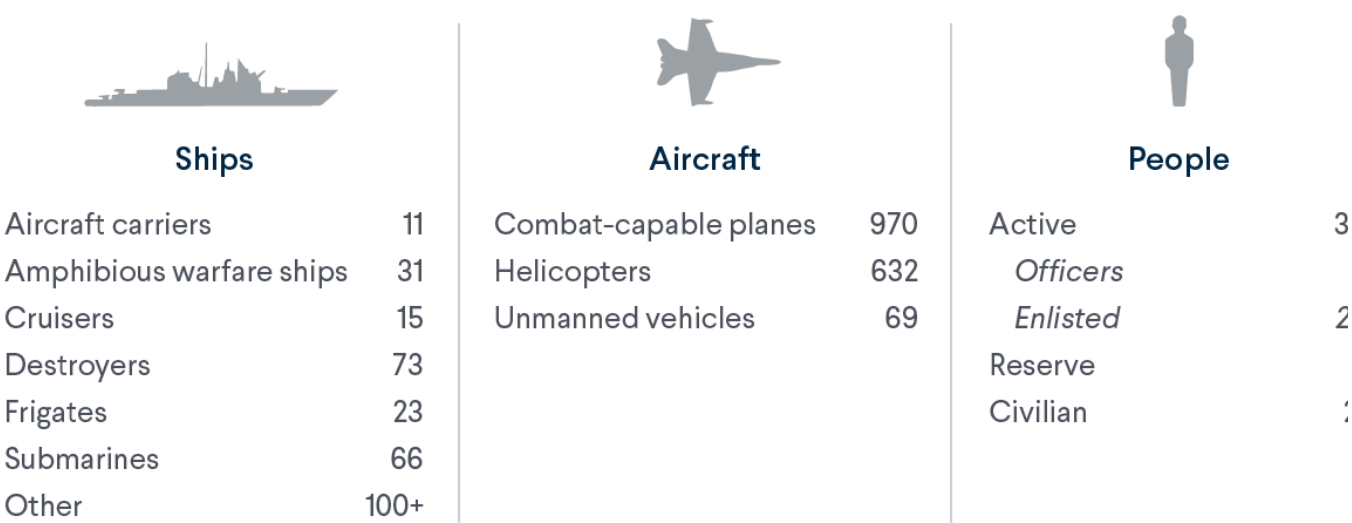 Ships
Aircraft carriers 11
Amphibious warfare ships 31
Cruisers 15
Destroyers 73
Frigates 23
Submarines 66
Other 100+
Aircraft
Combat-capable planes 970
Helicopters 632
Unmanned vehicles 69
People
Active
Officers
Enlisted
Reserve
Civilian